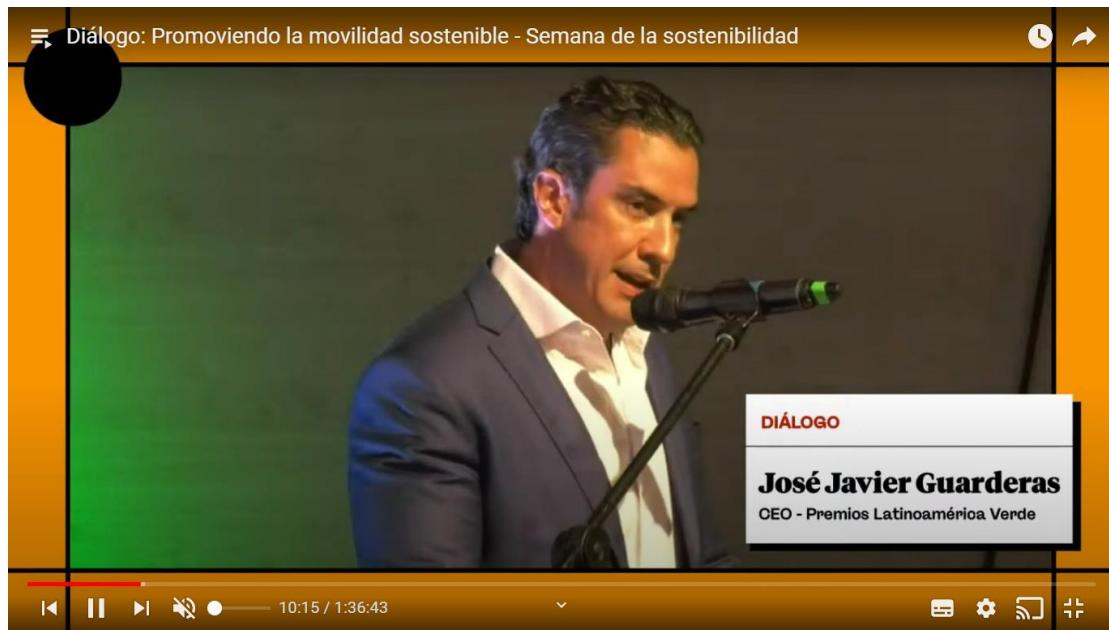 Diálogo: Promoviendo la movilidad sostenible - Semana de la sostenibilidad
DIÁLOGO
José Javier Guarderas
CEO - Premios Latinoamérica Verde
10:15 / 1:36:43